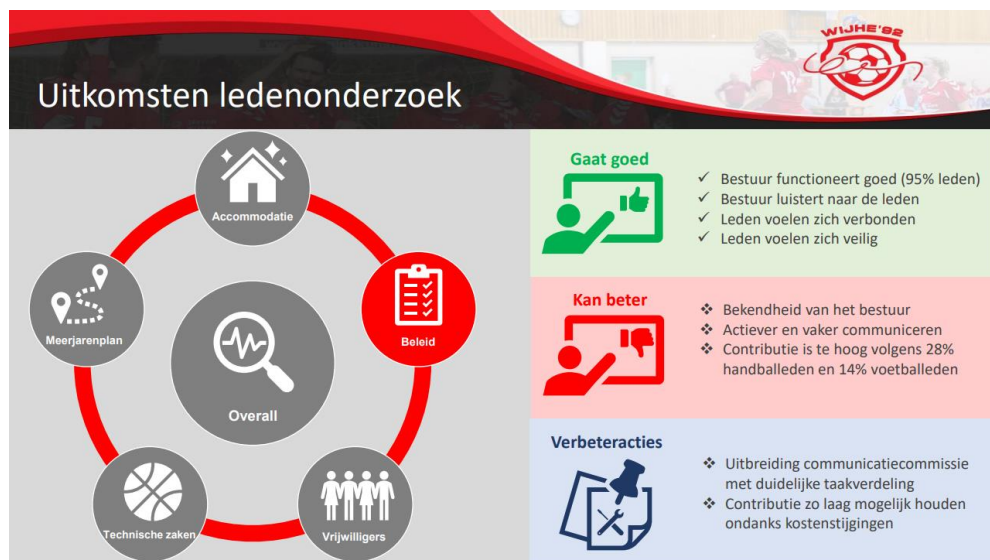 WIJHE'92
Uitkomsten ledenonderzoek
Accommodatie
Meerjarenplan
Beleid
Overall
Technische zaken
Vrijwilligers
Gaat goed
Bestuur functioneert goed (95% leden)
Bestuur luistert naar de leden
Leden voelen zich verbonden
Leden voelen zich veilig
Kan beter
Bekendheid van het bestuur
Actiever en vaker communiceren
Contributie is te hoog volgens 28%
handballeden en 14% voetballeden
Verbeteracties
Uitbreiding communicatiecommissie
met duidelijke taakverdeling
Contributie zo laag mogelijk houden
ondanks kostenstijgingen